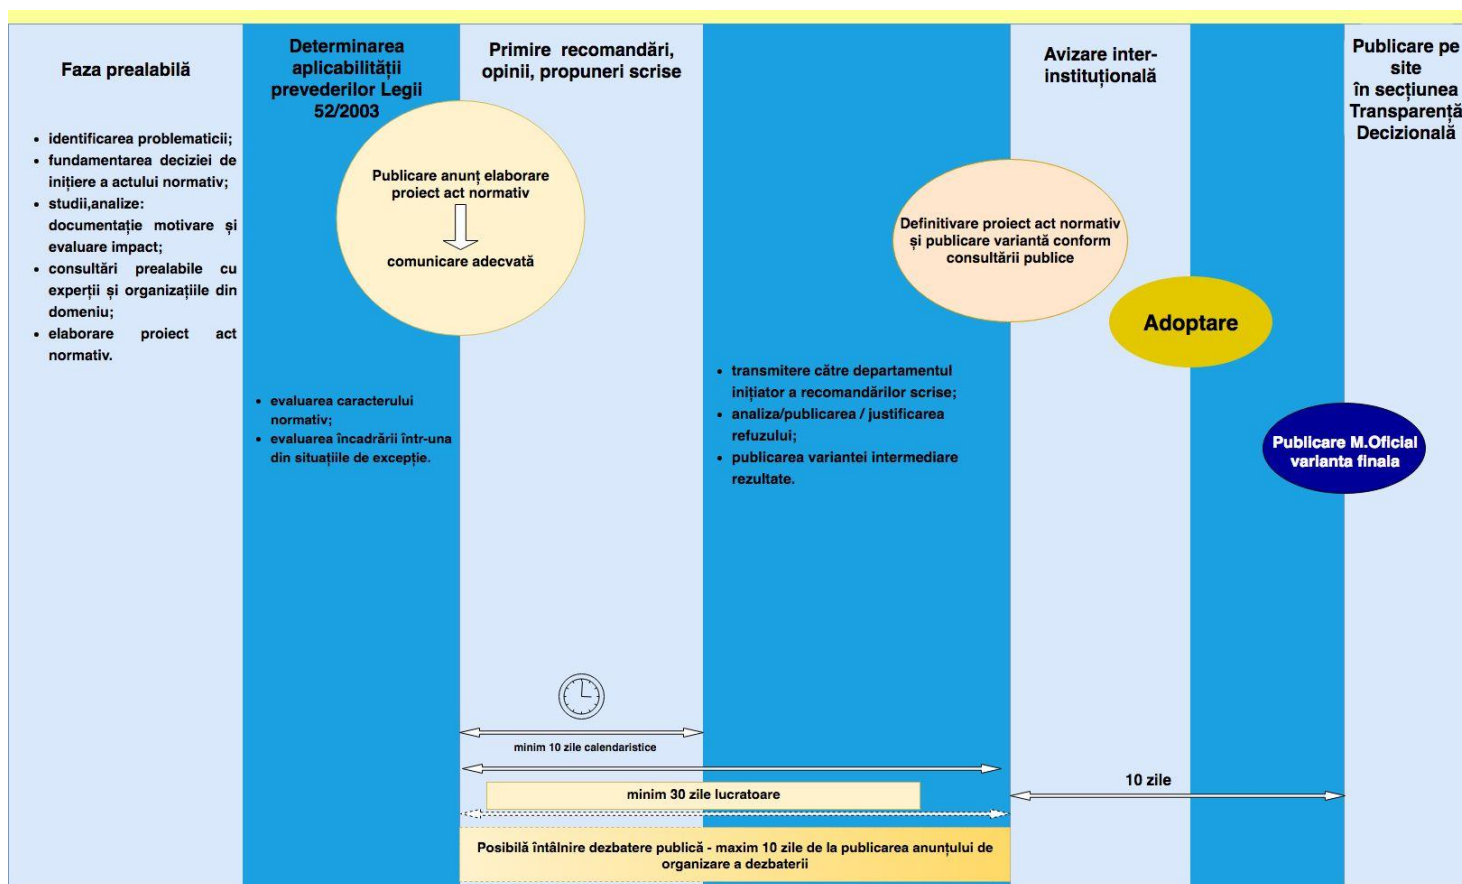 Faza prealabilă
• identificarea problematicii;
• fundamentarea deciziei de
inițiere a actului normativ;
• studii,analize:
documentație motivare și
evaluare impact;
• consultări prealabile cu
experții și organizațiile din
domeniu;
• elaborare proiect act
normativ.
Determinarea
aplicabilității
prevederilor Legii
52/2003
Publicare anunț elaborare
proiect act normativ
comunicare adecvată
• evaluarea caracterului
normativ;
• evaluarea încadrării într-una
din situațiile de excepție.
Primire recomandări,
opinii, propuneri scrise
• transmitere către departamentul
inițiator a recomandărilor scrise;
• analiza/publicarea / justificarea
refuzului;
• publicarea variantei intermediare
rezultate.
Avizare inter-
instituțională
Definitivare proiect act normativ
și publicare variantă conform
consultării publice
Adoptare
Publicare pe
site
în secțiunea
Transparență
Decizională
Publicare M.Oficial
varianta finala
minim 10 zile calendaristice
minim 30 zile lucratoare
10 zile
Posibilă întâlnire dezbatere publică - maxim 10 zile de la publicarea anunțului de
organizare a dezbaterii